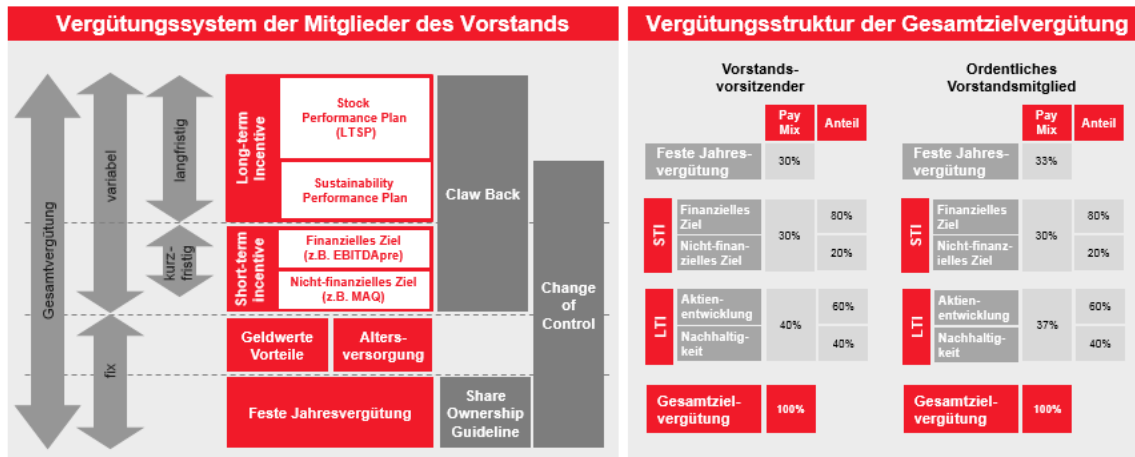 Vergütungssystem der Mitglieder des Vorstands
Gesamtvergütung
variabel
fix
langfristig
kurz-
fristig
Long-term
Incentive
Stock
Performance Plan
(LTSP)
Sustainability
Performance Plan
Short-term
incentive
Finanzielles Ziel
(z.B. EBITDApre)
Nicht-finanzielles Ziel
(z.B. MAQ)
Geldwerte
Vorteile
Alters-
versorgung
Feste Jahresvergütung
Claw Back
Share
Ownership
Guideline
Change
of
Control
Vergütungsstruktur der Gesamtzielvergütung
Vorstands-
vorsitzender
Pay
Mix
Anteil
Feste Jahres-
vergütung
30%
STI
Finanzielles
Ziel
Nicht-finanz-
ielles Ziel
30%
80%
20%
LTI
Aktien-
entwicklung
Nachhaltig-
keit
40%
60%
40%
Gesamtziel-
vergütung
100%
Ordentliches
Vorstandsmitglied
Pay
Mix
Anteil
Feste Jahres-
vergütung
33%
STI
Finanzielles
Ziel
Nicht-finanz-
ielles Ziel
30%
80%
20%
LTI
Aktien-
entwicklung
Nachhaltig-
keit
37%
60%
40%
Gesamtziel-
vergütung
100%